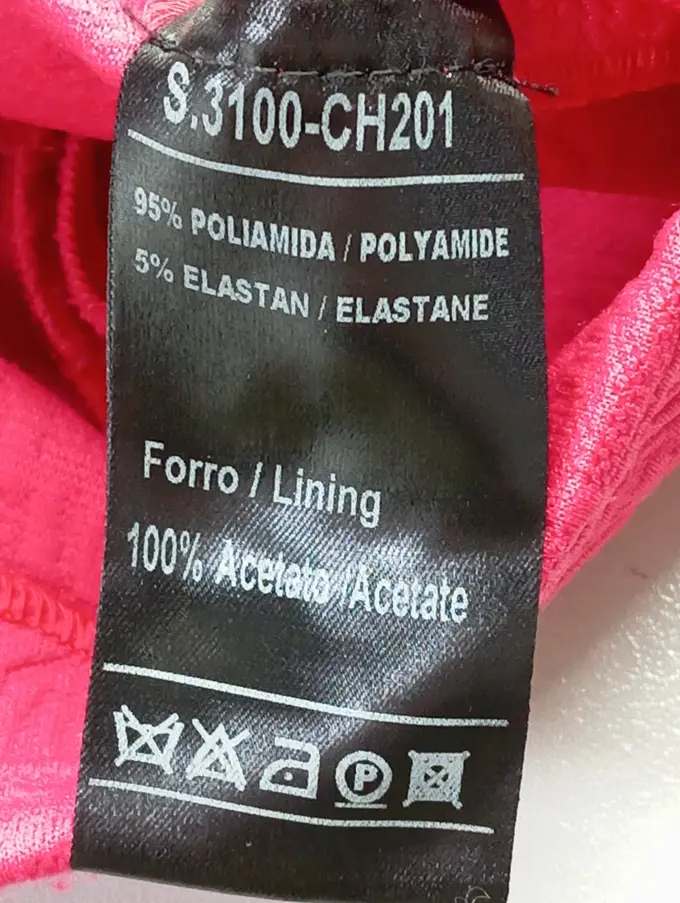 S.3100-CH201
95% POLIAMIDA / POLYAMIDE
5% ELASTAN / ELASTANE
Forro / Lining
100% Acetato /Acetate
P